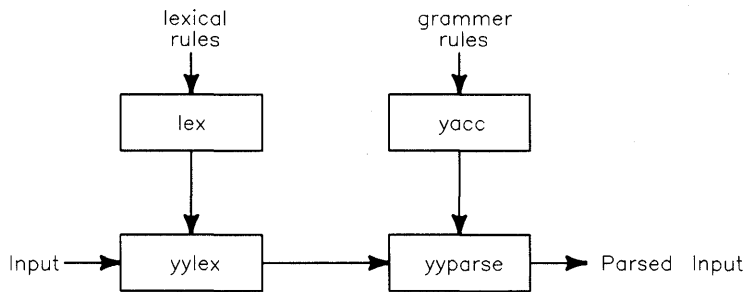 lexical
rules
grammer
rules
lex
yacc
Input
yylex
yyparse
Parsed Input